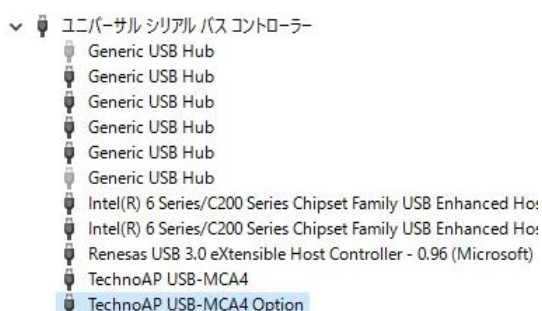 ユニバーサル シリアル バス コントローラー
Generic USB Hub
Generic USB Hub
Generic USB Hub
Generic USB Hub
Generic USB Hub
Generic USB Hub
Intel(R) 6 Series/C200 Series Chipset Family USB Enhanced Hos
Intel(R) 6 Series/C200 Series Chipset Family USB Enhanced Hos
Renesas USB 3.0 eXtensible Host Controller - 0.96 (Microsoft)
TechnoAP USB-MCA4
TechnoAP USB-MCA4 Option